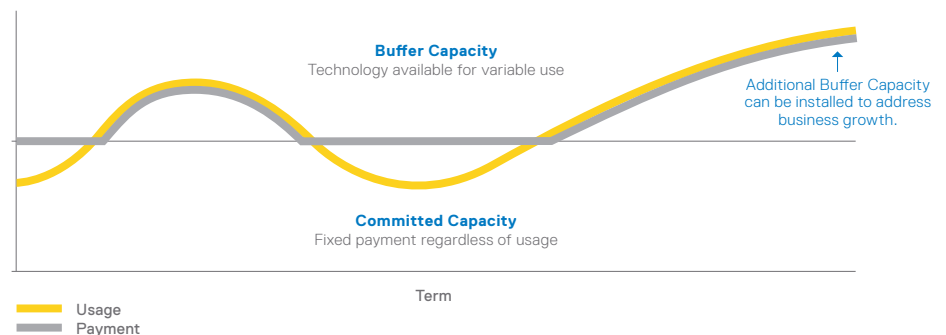 Buffer Capacity
Technology available for variable use
Additional Buffer Capacity
can be installed to address
business growth.
Committed Capacity
Fixed payment regardless of usage
Term
Usage
Payment